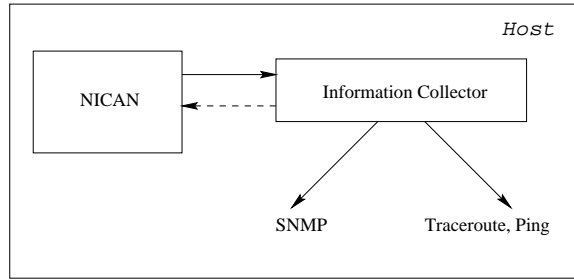 Host
NICAN
Information Collector
SNMP
Traceroute, Ping